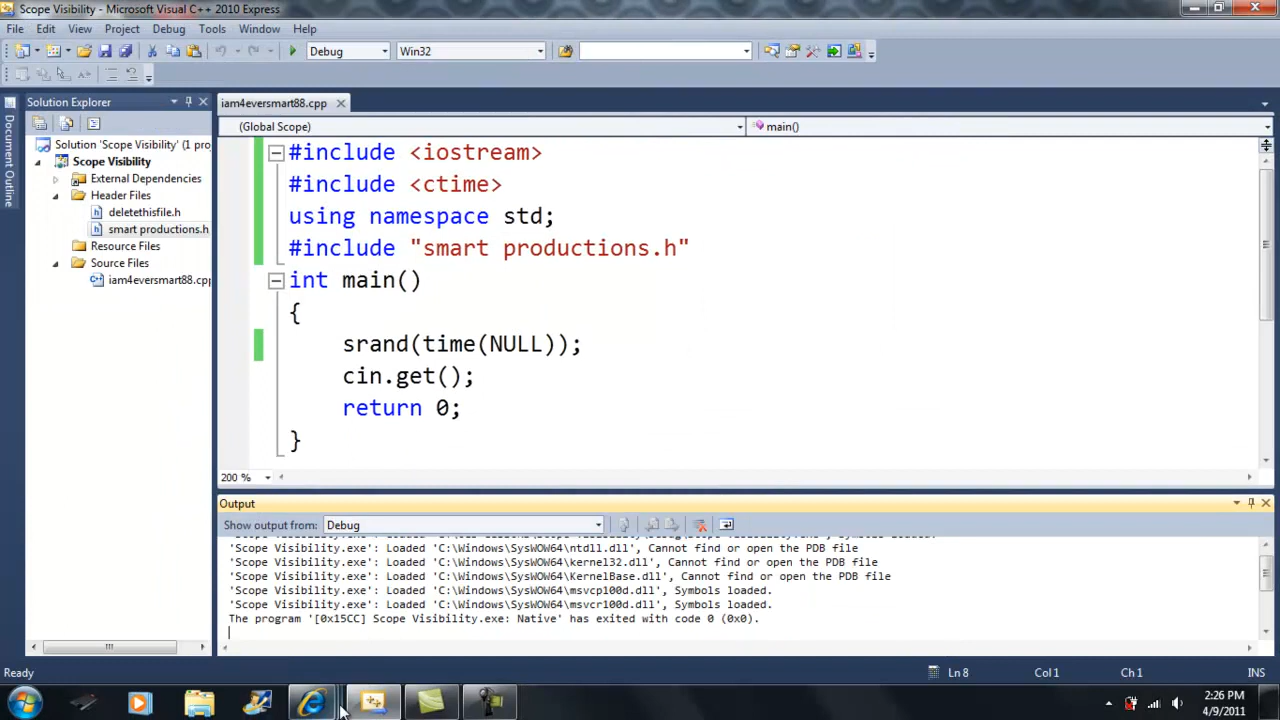 Scope Visibility - Microsoft Visual C++ 2010 Express
File Edit View Project Debug Tools Window Help
Debug Win32
Solution Explorer
iam4eversmart88.cpp
(Global Scope) main()
Document Outline
Solution 'Scope Visibility' (1 proj
Scope Visibility
External Dependencies
Header Files
deletethisfile.h
smart productions.h
Resource Files
Source Files
iam4eversmart88.cpp
#include <iostream>
#include <ctime>
using namespace std;
#include "smart productions.h"
int main()
{
srand(time(NULL));
cin.get();
return 0;
}
200 %
Output
Show output from: Debug
'Scope Visibility.exe': Loaded 'C:\Windows\SysWOW64\ntdll.dll', Cannot find or open the PDB file
'Scope Visibility.exe': Loaded 'C:\Windows\SysWOW64\kernel32.dll', Cannot find or open the PDB file
'Scope Visibility.exe': Loaded 'C:\Windows\SysWOW64\KernelBase.dll', Cannot find or open the PDB file
'Scope Visibility.exe': Loaded 'C:\Windows\SysWOW64\msvcp100d.dll', Symbols loaded.
'Scope Visibility.exe': Loaded 'C:\Windows\SysWOW64\msvcr100d.dll', Symbols loaded.
The program '[0x15CC] Scope Visibility.exe: Native' has exited with code 0 (0x0).
Ready Ln 8 Col 1 Ch 1 INS
2:26 PM
4/9/2011